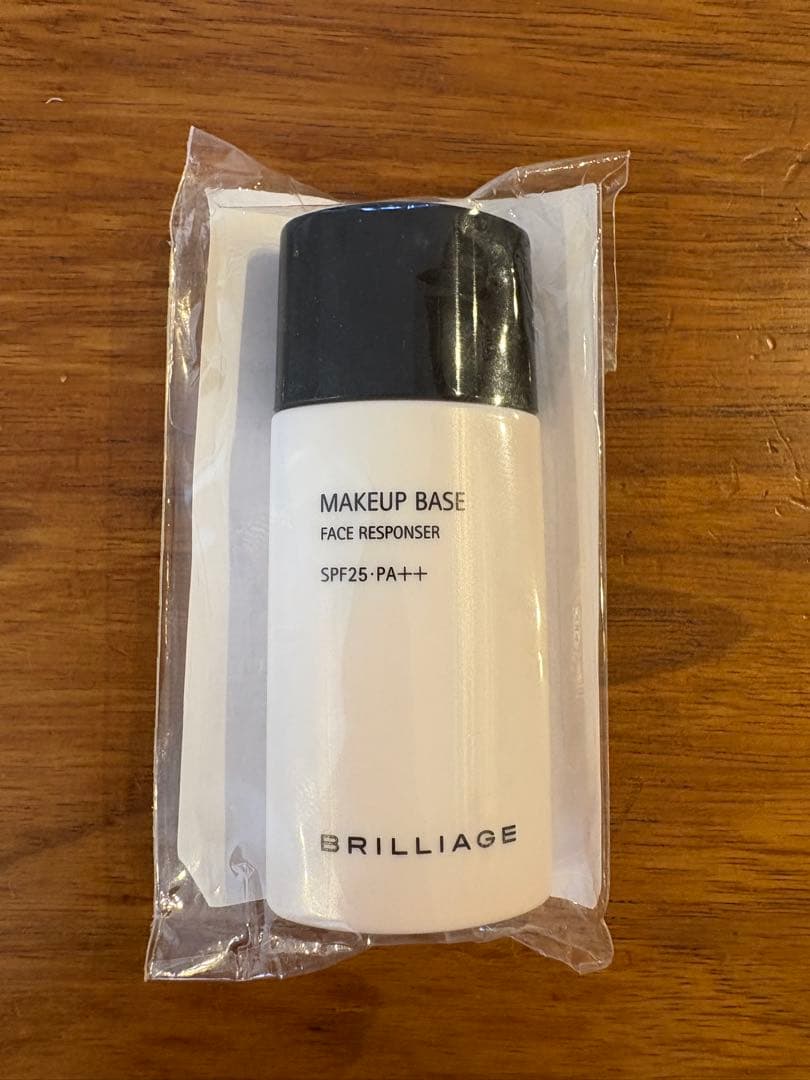 MAKEUP BASE
FACE RESPONSER
SPF25·PA++
BRILLIAGE